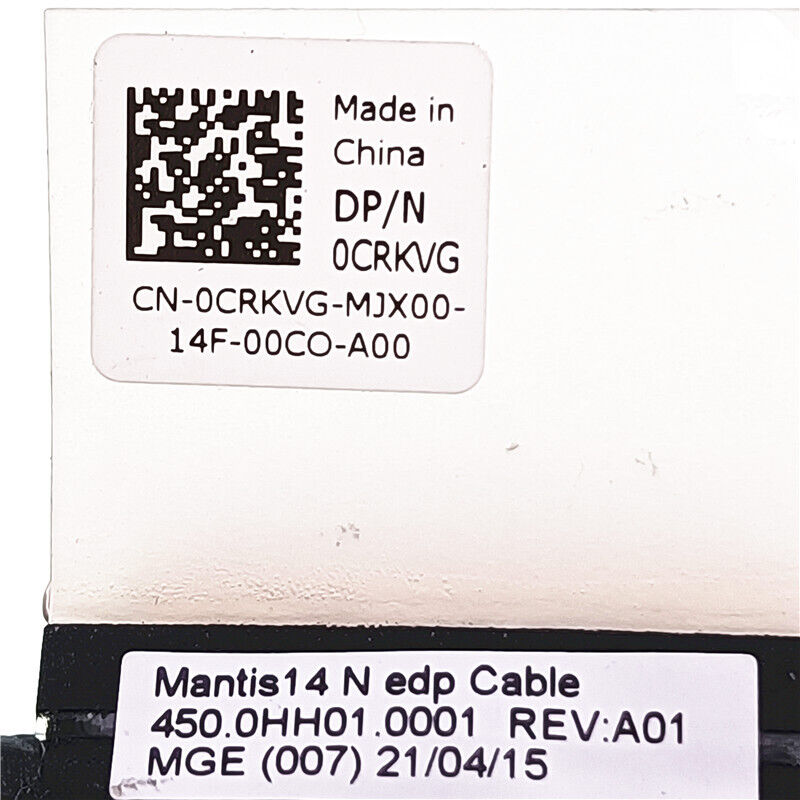 Made in
China
DP/N
0CRKVG
CN-0CRKVG-MJX00-
14F-00CO-A00
Mantis14 N edp Cable
450.0HH01.0001 REV:A01
MGE (007) 21/04/15